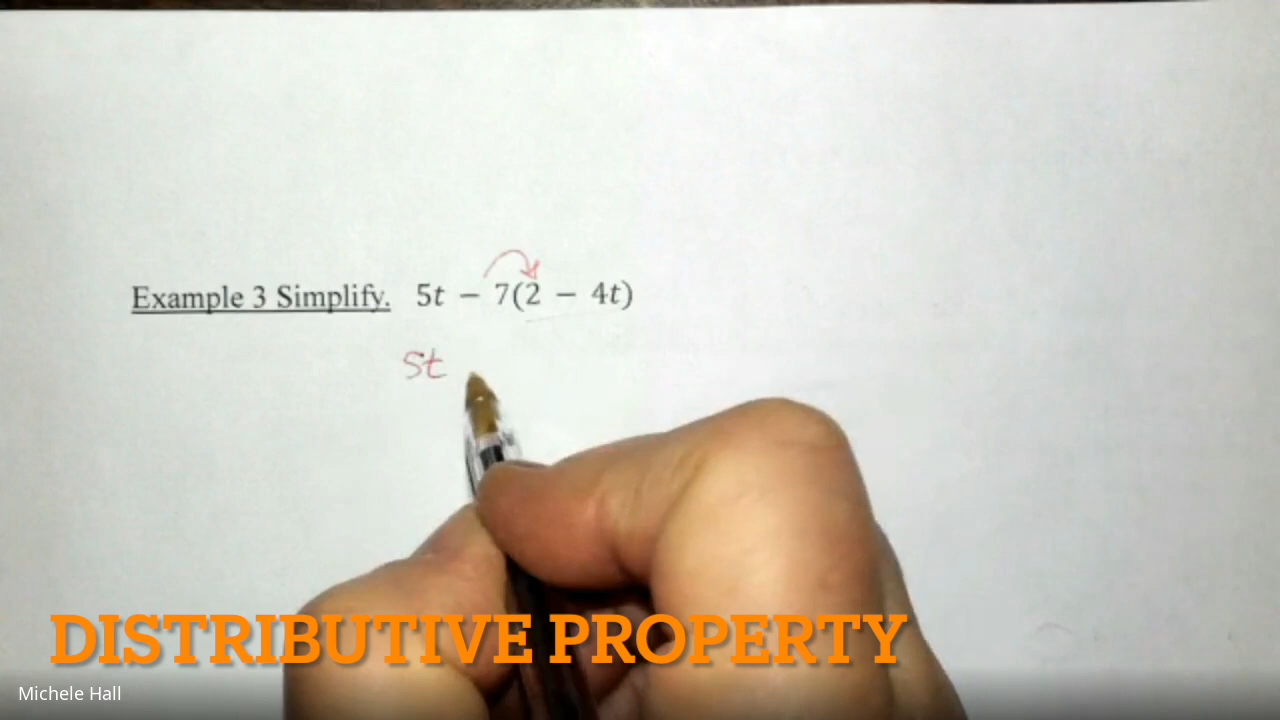 Example 3 Simplify. 5t − 7(2 − 4t)
5t
DISTRIBUTIVE PROPERTY
Michele Hall